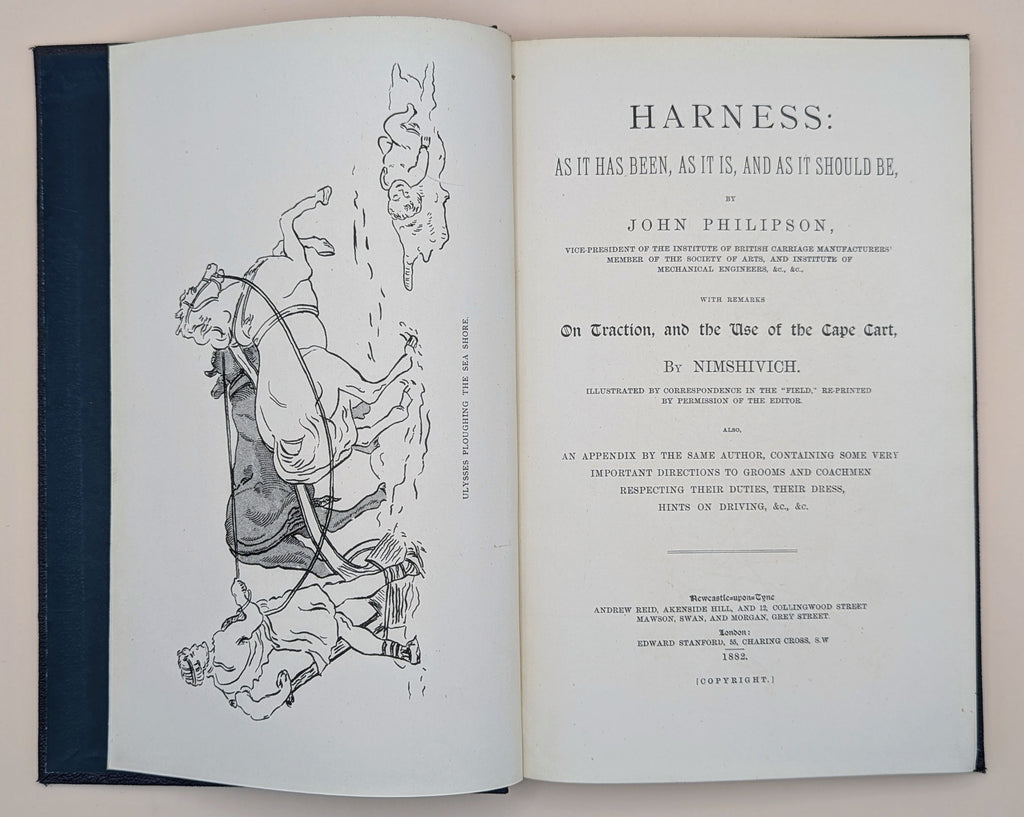 ULYSSES PLOUGHING THE SEA SHORE.
HARNESS:
AS IT HAS BEEN, AS IT IS, AND AS IT SHOULD BE,
BY
JOHN PHILIPSON,
VICE-PRESIDENT OF THE INSTITUTE OF BRITISH CARRIAGE MANUFACTURERS'
MEMBER OF THE SOCIETY OF ARTS, AND INSTITUTE OF
MECHANICAL ENGINEERS, &c., &c.,
WITH REMARKS
On Traction, and the Use of the Cape Cart,
By NIMSHIVICH.
ILLUSTRATED BY CORRESPONDENCE IN THE "FIELD," RE-PRINTED
BY PERMISSION OF THE EDITOR.
ALSO,
AN APPENDIX BY THE SAME AUTHOR, CONTAINING SOME VERY
IMPORTANT DIRECTIONS TO GROOMS AND COACHMEN
RESPECTING THEIR DUTIES, THEIR DRESS,
HINTS ON DRIVING, &c., &c.
Newcastle-upon-Tyne
ANDREW REID, AKENSIDE HILL, AND 12, COLLINGWOOD STREET
MAWSON, SWAN, AND MORGAN, GREY STREET.
London:
EDWARD STANFORD, 55, CHARING CROSS, S.W
1882.
[COPYRIGHT.]